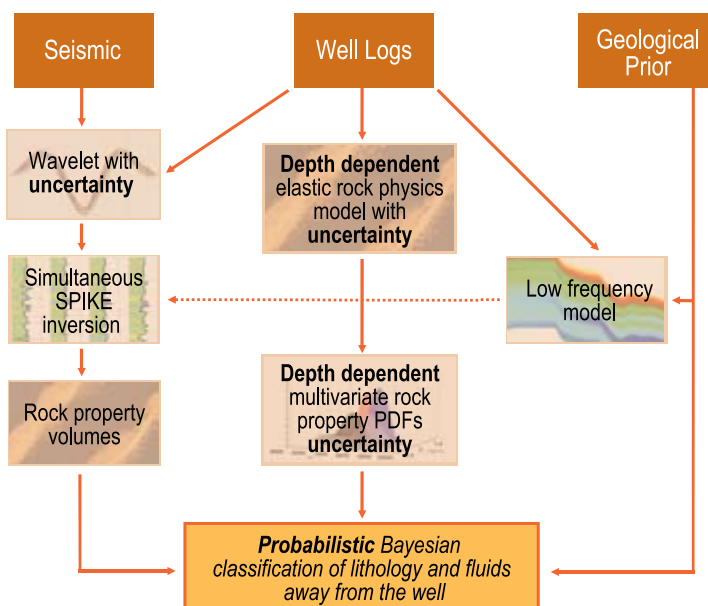 Seismic
Well Logs
Geological
Prior
Wavelet with
uncertainty
Depth dependent
elastic rock physics
model with
uncertainty
Simultaneous
SPIKE
inversion
Low frequency
model
Rock property
volumes
Depth dependent
multivariate rock
property PDFs
uncertainty
Probabilistic Bayesian
classification of lithology and fluids
away from the well